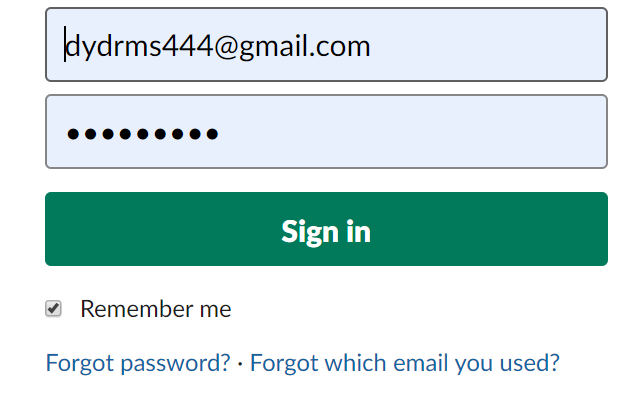 dydrms444@gmail.com
•••••••••
Sign in
Remember me
Forgot password? · Forgot which email you used?